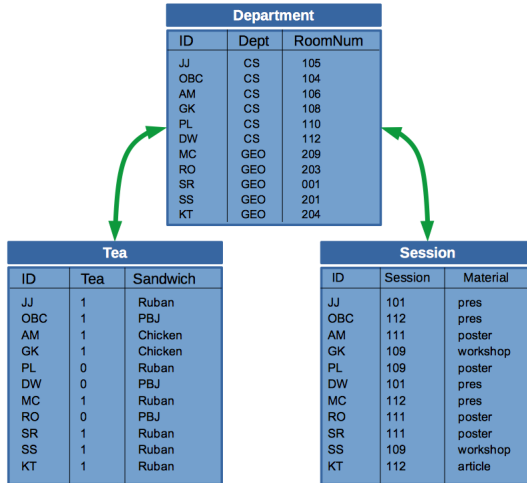 Department
ID Dept RoomNum
JJ CS 105
OBC CS 104
AM CS 106
GK CS 108
PL CS 110
DW CS 112
MC GEO 209
RO GEO 203
SR GEO 001
SS GEO 201
KT GEO 204
Tea
ID Tea Sandwich
JJ 1 Ruban
OBC 1 PBJ
AM 1 Chicken
GK 1 Chicken
PL 0 Ruban
DW 0 PBJ
MC 1 Ruban
RO 0 PBJ
SR 1 Ruban
SS 1 Ruban
KT 1 Ruban
Session
ID Session Material
JJ 101 pres
OBC 112 pres
AM 111 poster
GK 109 workshop
PL 109 poster
DW 101 pres
MC 112 pres
RO 111 poster
SR 111 poster
SS 109 workshop
KT 112 article